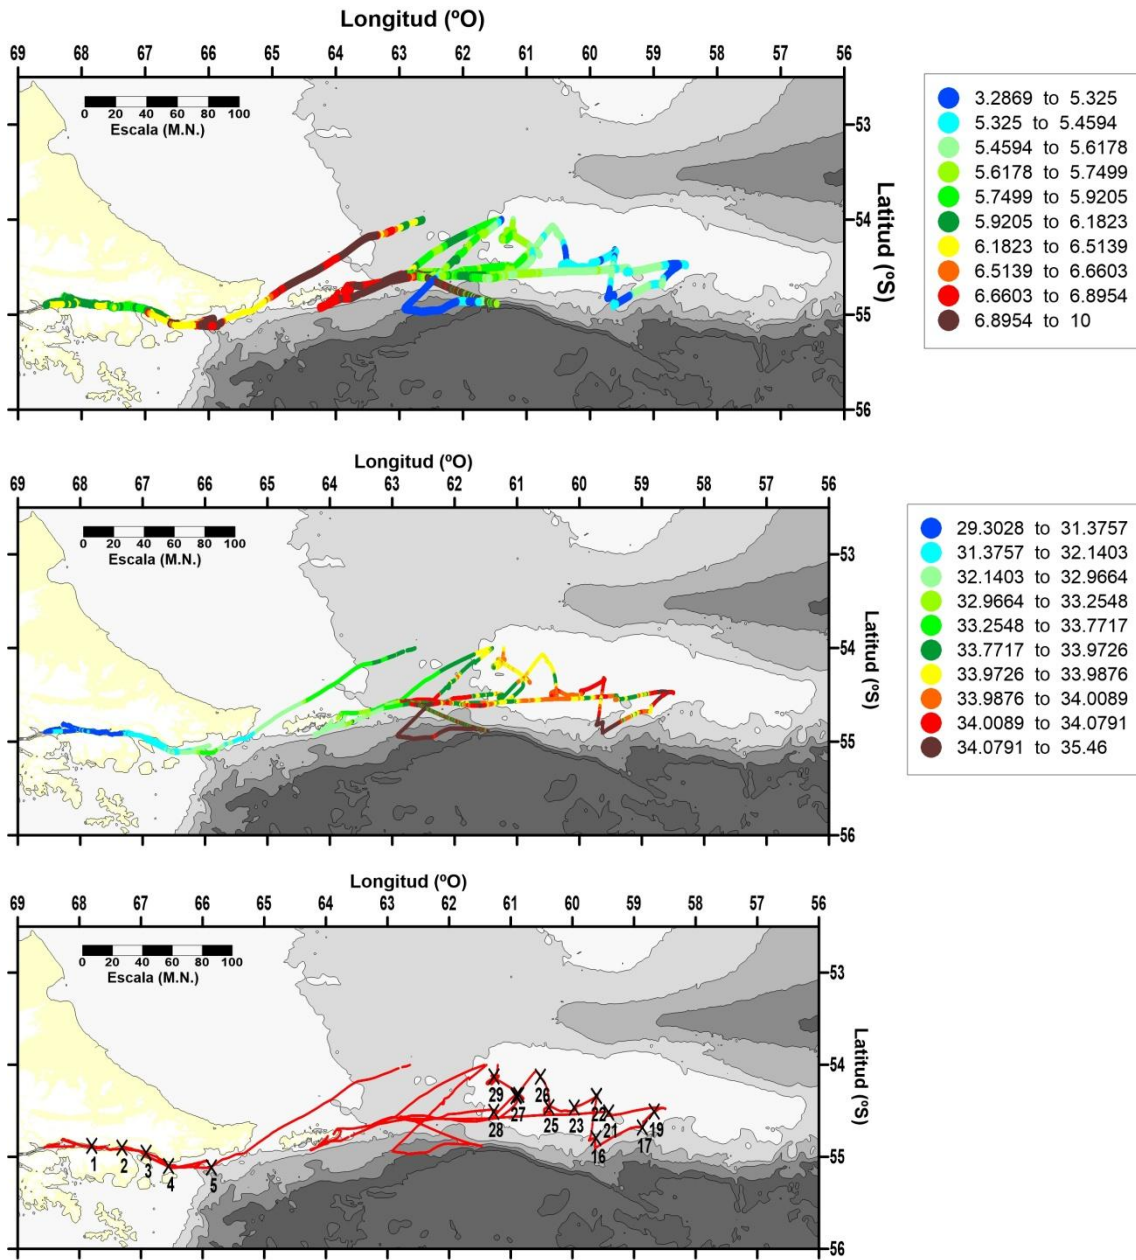 Longitud (ºO)
69 68 67 66 65 64 63 62 61 60 59 58 57 56
0 20 40 60 80 100
Escala (M.N.)
-53
-54
-55
-56
Latitud (ºS)
3.2869 to 5.325
5.325 to 5.4594
5.4594 to 5.6178
5.6178 to 5.7499
5.7499 to 5.9205
5.9205 to 6.1823
6.1823 to 6.5139
6.5139 to 6.6603
6.6603 to 6.8954
6.8954 to 10
Longitud (ºO)
69 68 67 66 65 64 63 62 61 60 59 58 57 56
0 20 40 60 80 100
Escala (M.N.)
-53
-54
-55
-56
Latitud (ºS)
29.3028 to 31.3757
31.3757 to 32.1403
32.1403 to 32.9664
32.9664 to 33.2548
33.2548 to 33.7717
33.7717 to 33.9726
33.9726 to 33.9876
33.9876 to 34.0089
34.0089 to 34.0791
34.0791 to 35.46
Longitud (ºO)
69 68 67 66 65 64 63 62 61 60 59 58 57 56
0 20 40 60 80 100
Escala (M.N.)
-53
-54
-55
-56
Latitud (ºS)
29 27 26 22
28 25 23 21 19
16 17
1 2 3 4 5